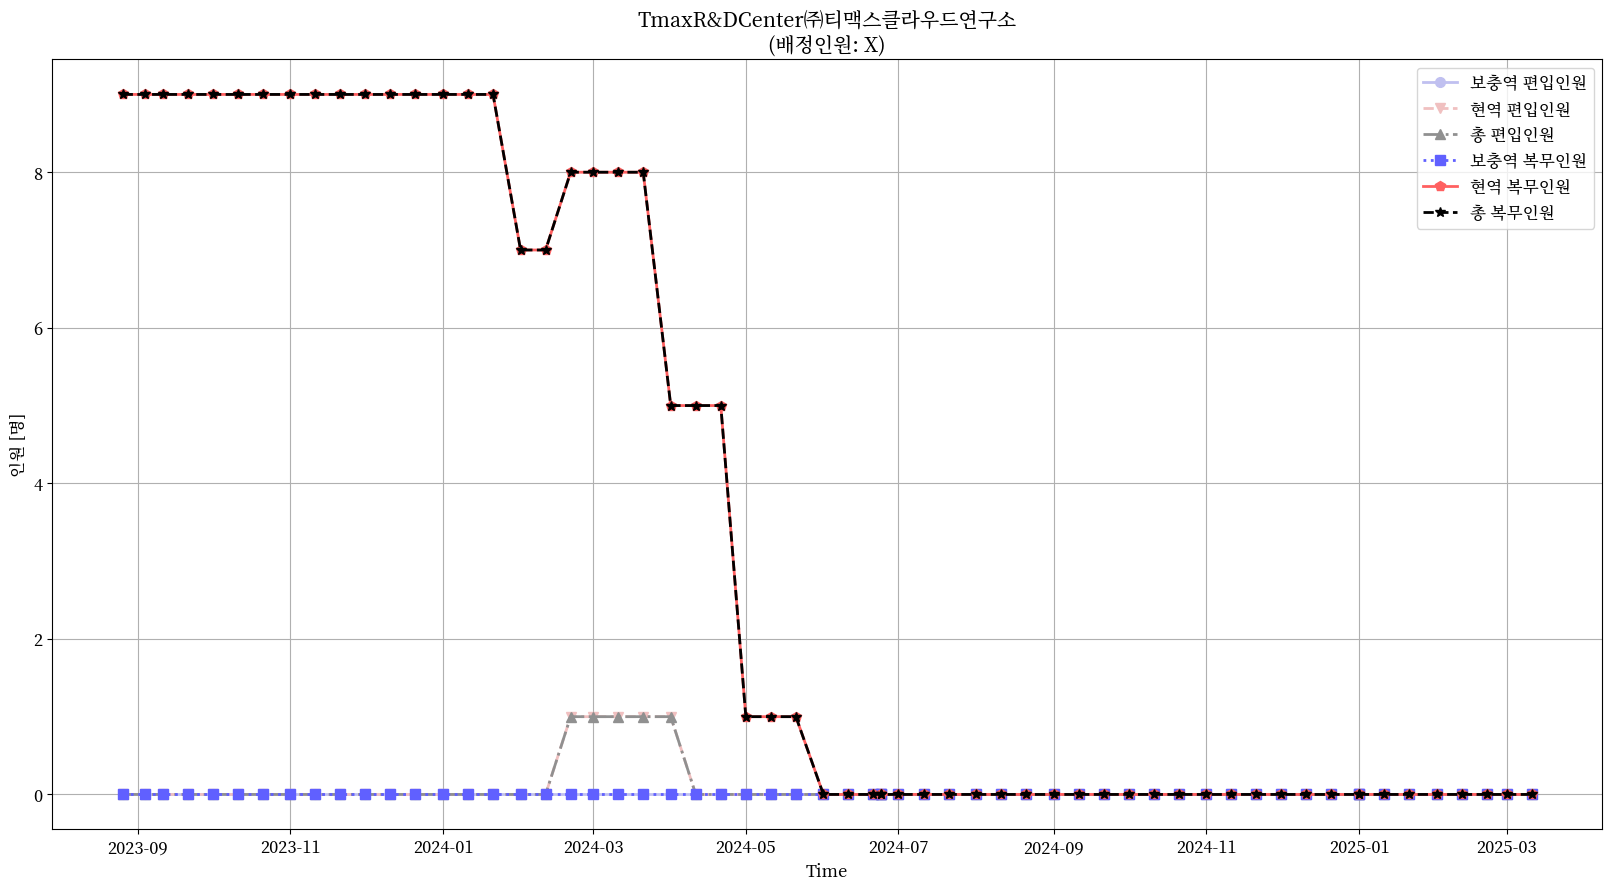 TmaxR&DCenter㈜티맥스클라우드연구소
(배정인원: X)
보충역 편입인원
현역 편입인원
총 편입인원
보충역 복무인원
현역 복무인원
총 복무인원
인원 [명]
8
6
4
2
0
2023-09
2023-11
2024-01
2024-03
2024-05
2024-07
2024-09
2024-11
2025-01
2025-03
Time